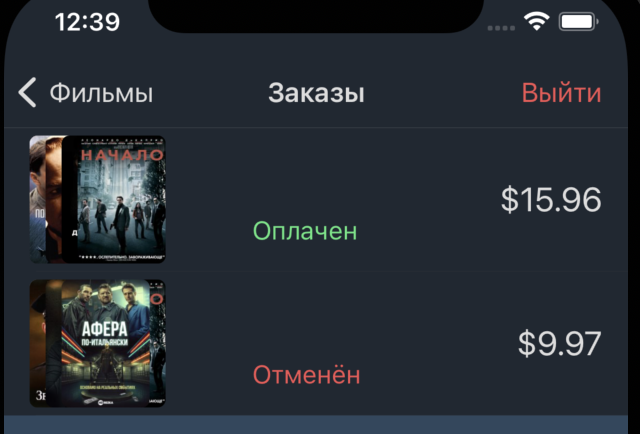 12:39
Фильмы
Заказы
Выйти
НАЧАЛО
$15.96
Оплачен
АФЕРА
ПО-ИТАЛЬЯНСКИ
$9.97
Отменён